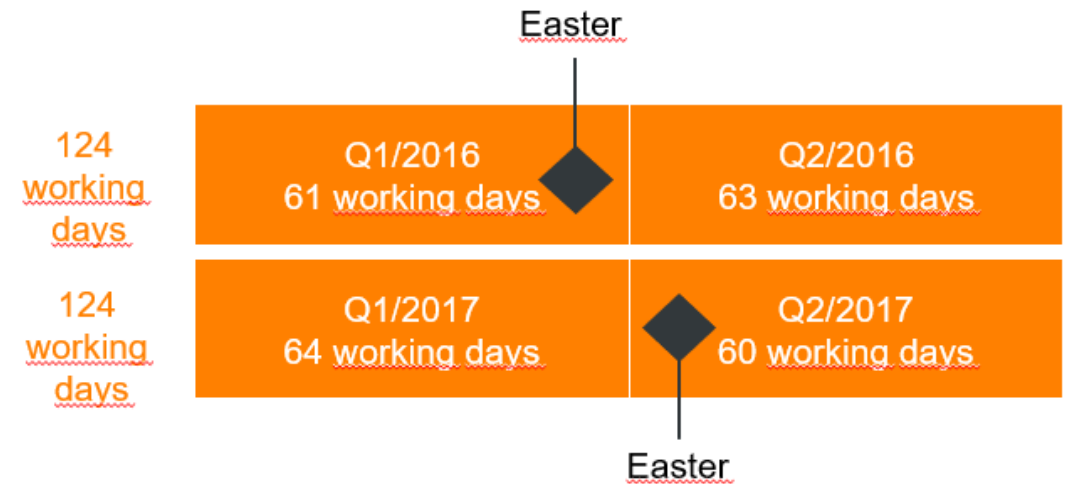 Easter
124
working
days
Q1/2016
61 working days
Q2/2016
63 working days
124
working
days
Q1/2017
64 working days
Q2/2017
60 working days
Easter